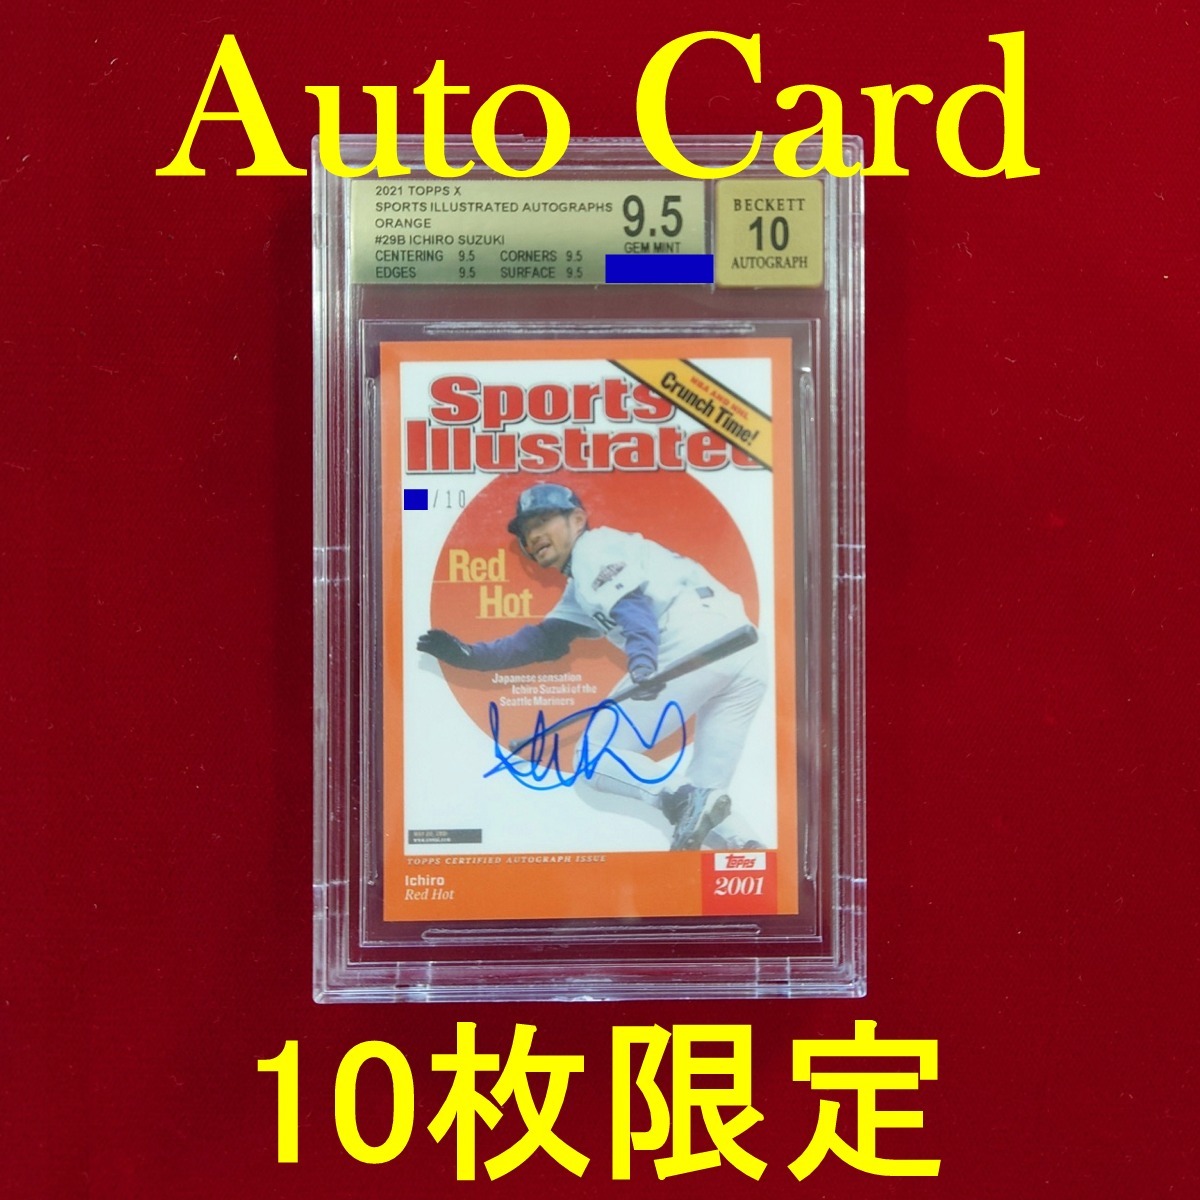 Auto Card
2021 TOPPS X
SPORTS ILLUSTRATED AUTOGRAPHS
ORANGE
#29B ICHIRO SUZUKI
CENTERING 9.5 CORNERS 9.5
EDGES 9.5 SURFACE 9.5
9.5
GEM MINT
BECKETT
10
AUTOGRAPH
NBA AND NHL
Crunch Time!
Sports
Illustrated
/10
Red
Hot
Japanese sensation
Ichiro Suzuki of the
Seattle Mariners
TOPPS CERTIFIED AUTOGRAPH ISSUE
Ichiro
Red Hot
Topps
2001
10枚限定